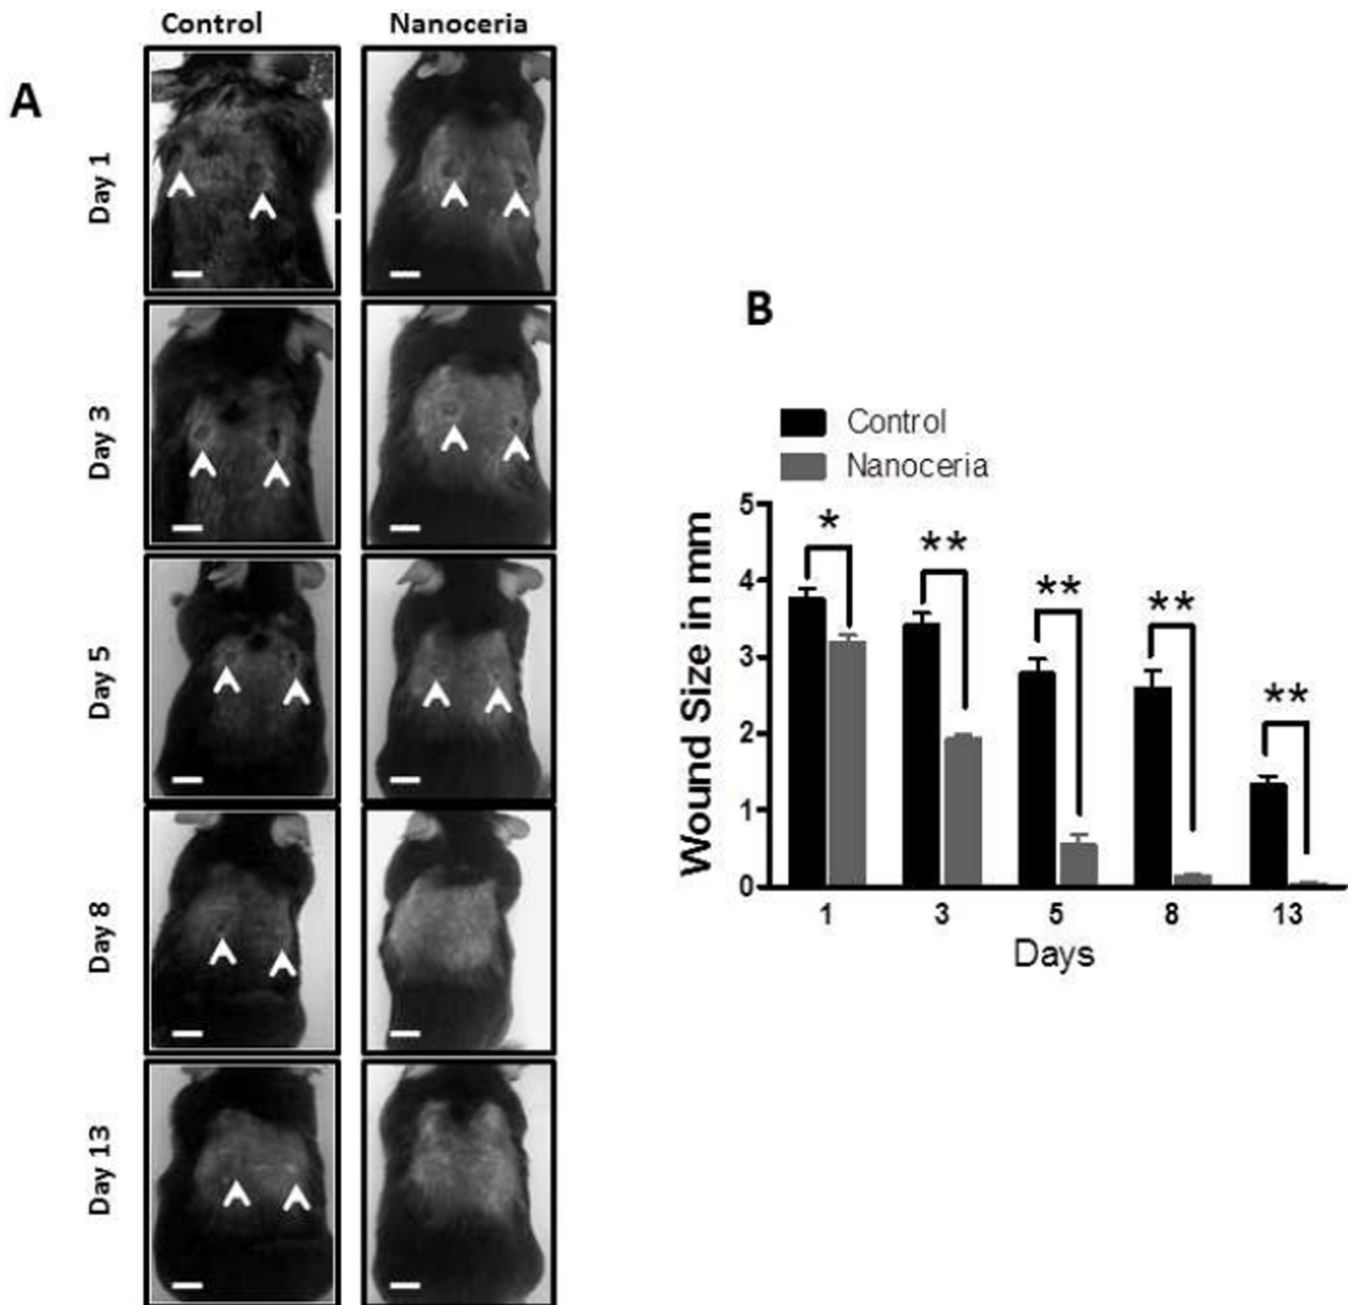 Control Nanoceria
A
Day 1
Day 3
Day 5
Day 8
Day 13
B
Control
Nanoceria
Wound Size in mm
5
4
3
2
1
0
*
**
**
**
**
1 3 5 8 13
Days